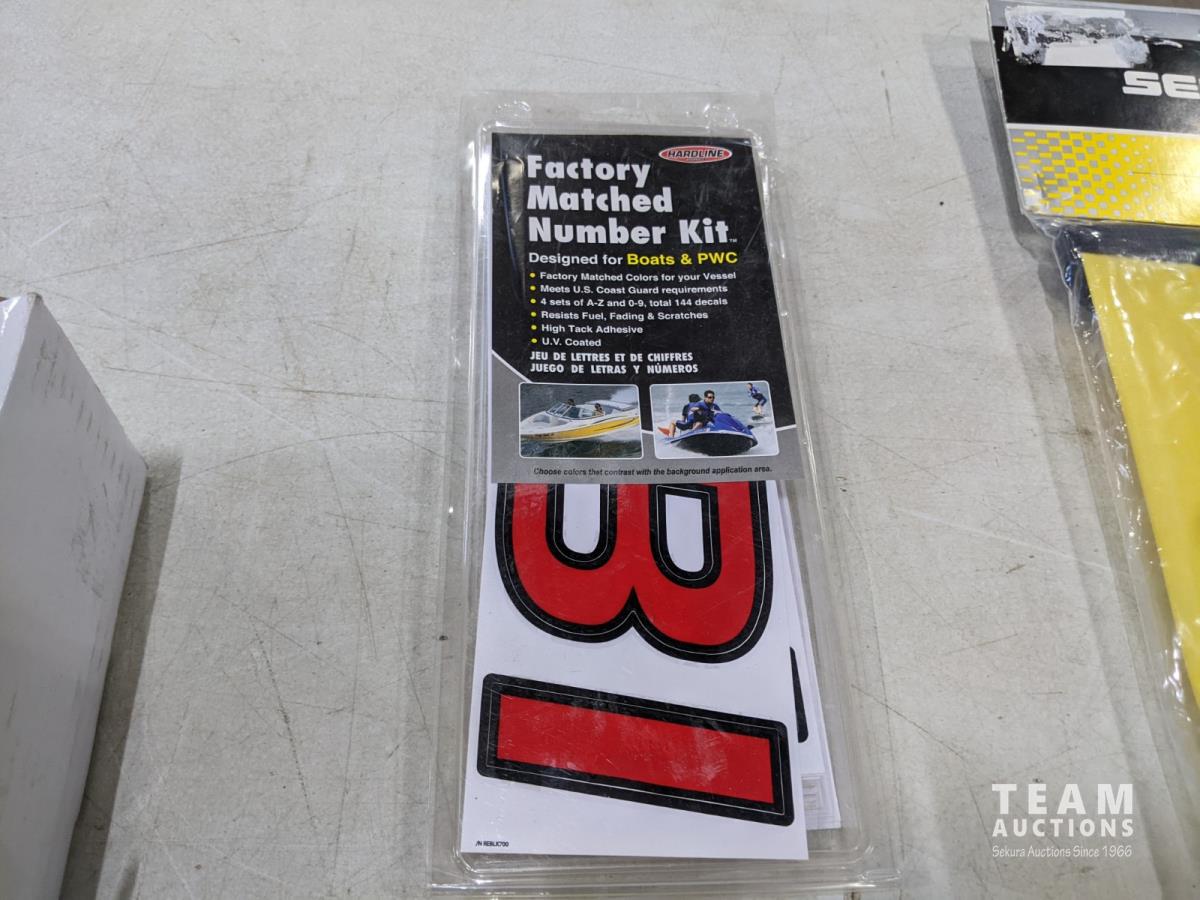 HARDLINE
Factory
Matched
Number Kit™
Designed for Boats & PWC
• Factory Matched Colors for your Vessel
• Meets U.S. Coast Guard requirements
• 4 sets of A-Z and 0-9, total 144 decals
• Resists Fuel, Fading & Scratches
• High Tack Adhesive
• U.V. Coated
JEU DE LETTRES ET DE CHIFFRES
JUEGO DE LETRAS Y NÚMEROS
Choose colors that contrast with the background application area.
B
I
/N REBLK700
SE
TEAM
AUCTIONS
Sekura Auctions Since 1966